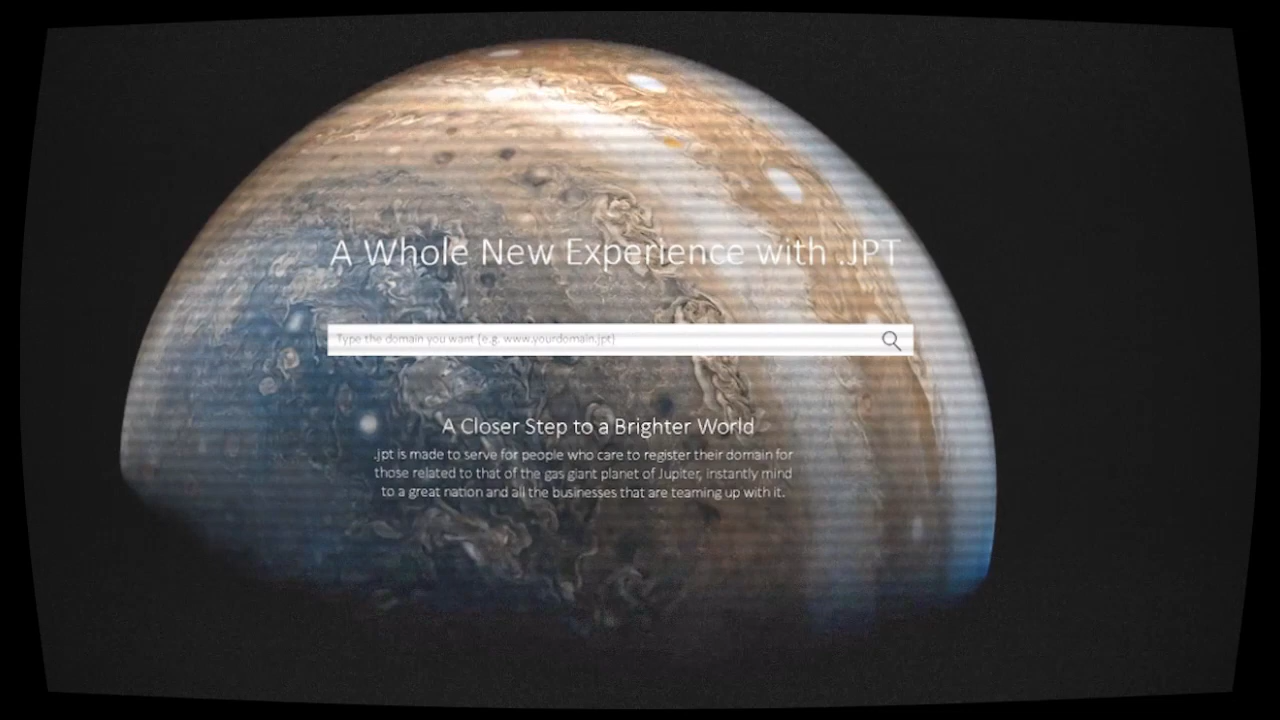 A Whole New Experience with .JPT
Type the domain you want (e.g. www.yourdomain.jpt)
A Closer Step to a Brighter World
.jpt is made to serve for people who care to register their domain for
those related to that of the gas giant planet of Jupiter, instantly mind
to a great nation and all the businesses that are teaming up with it.